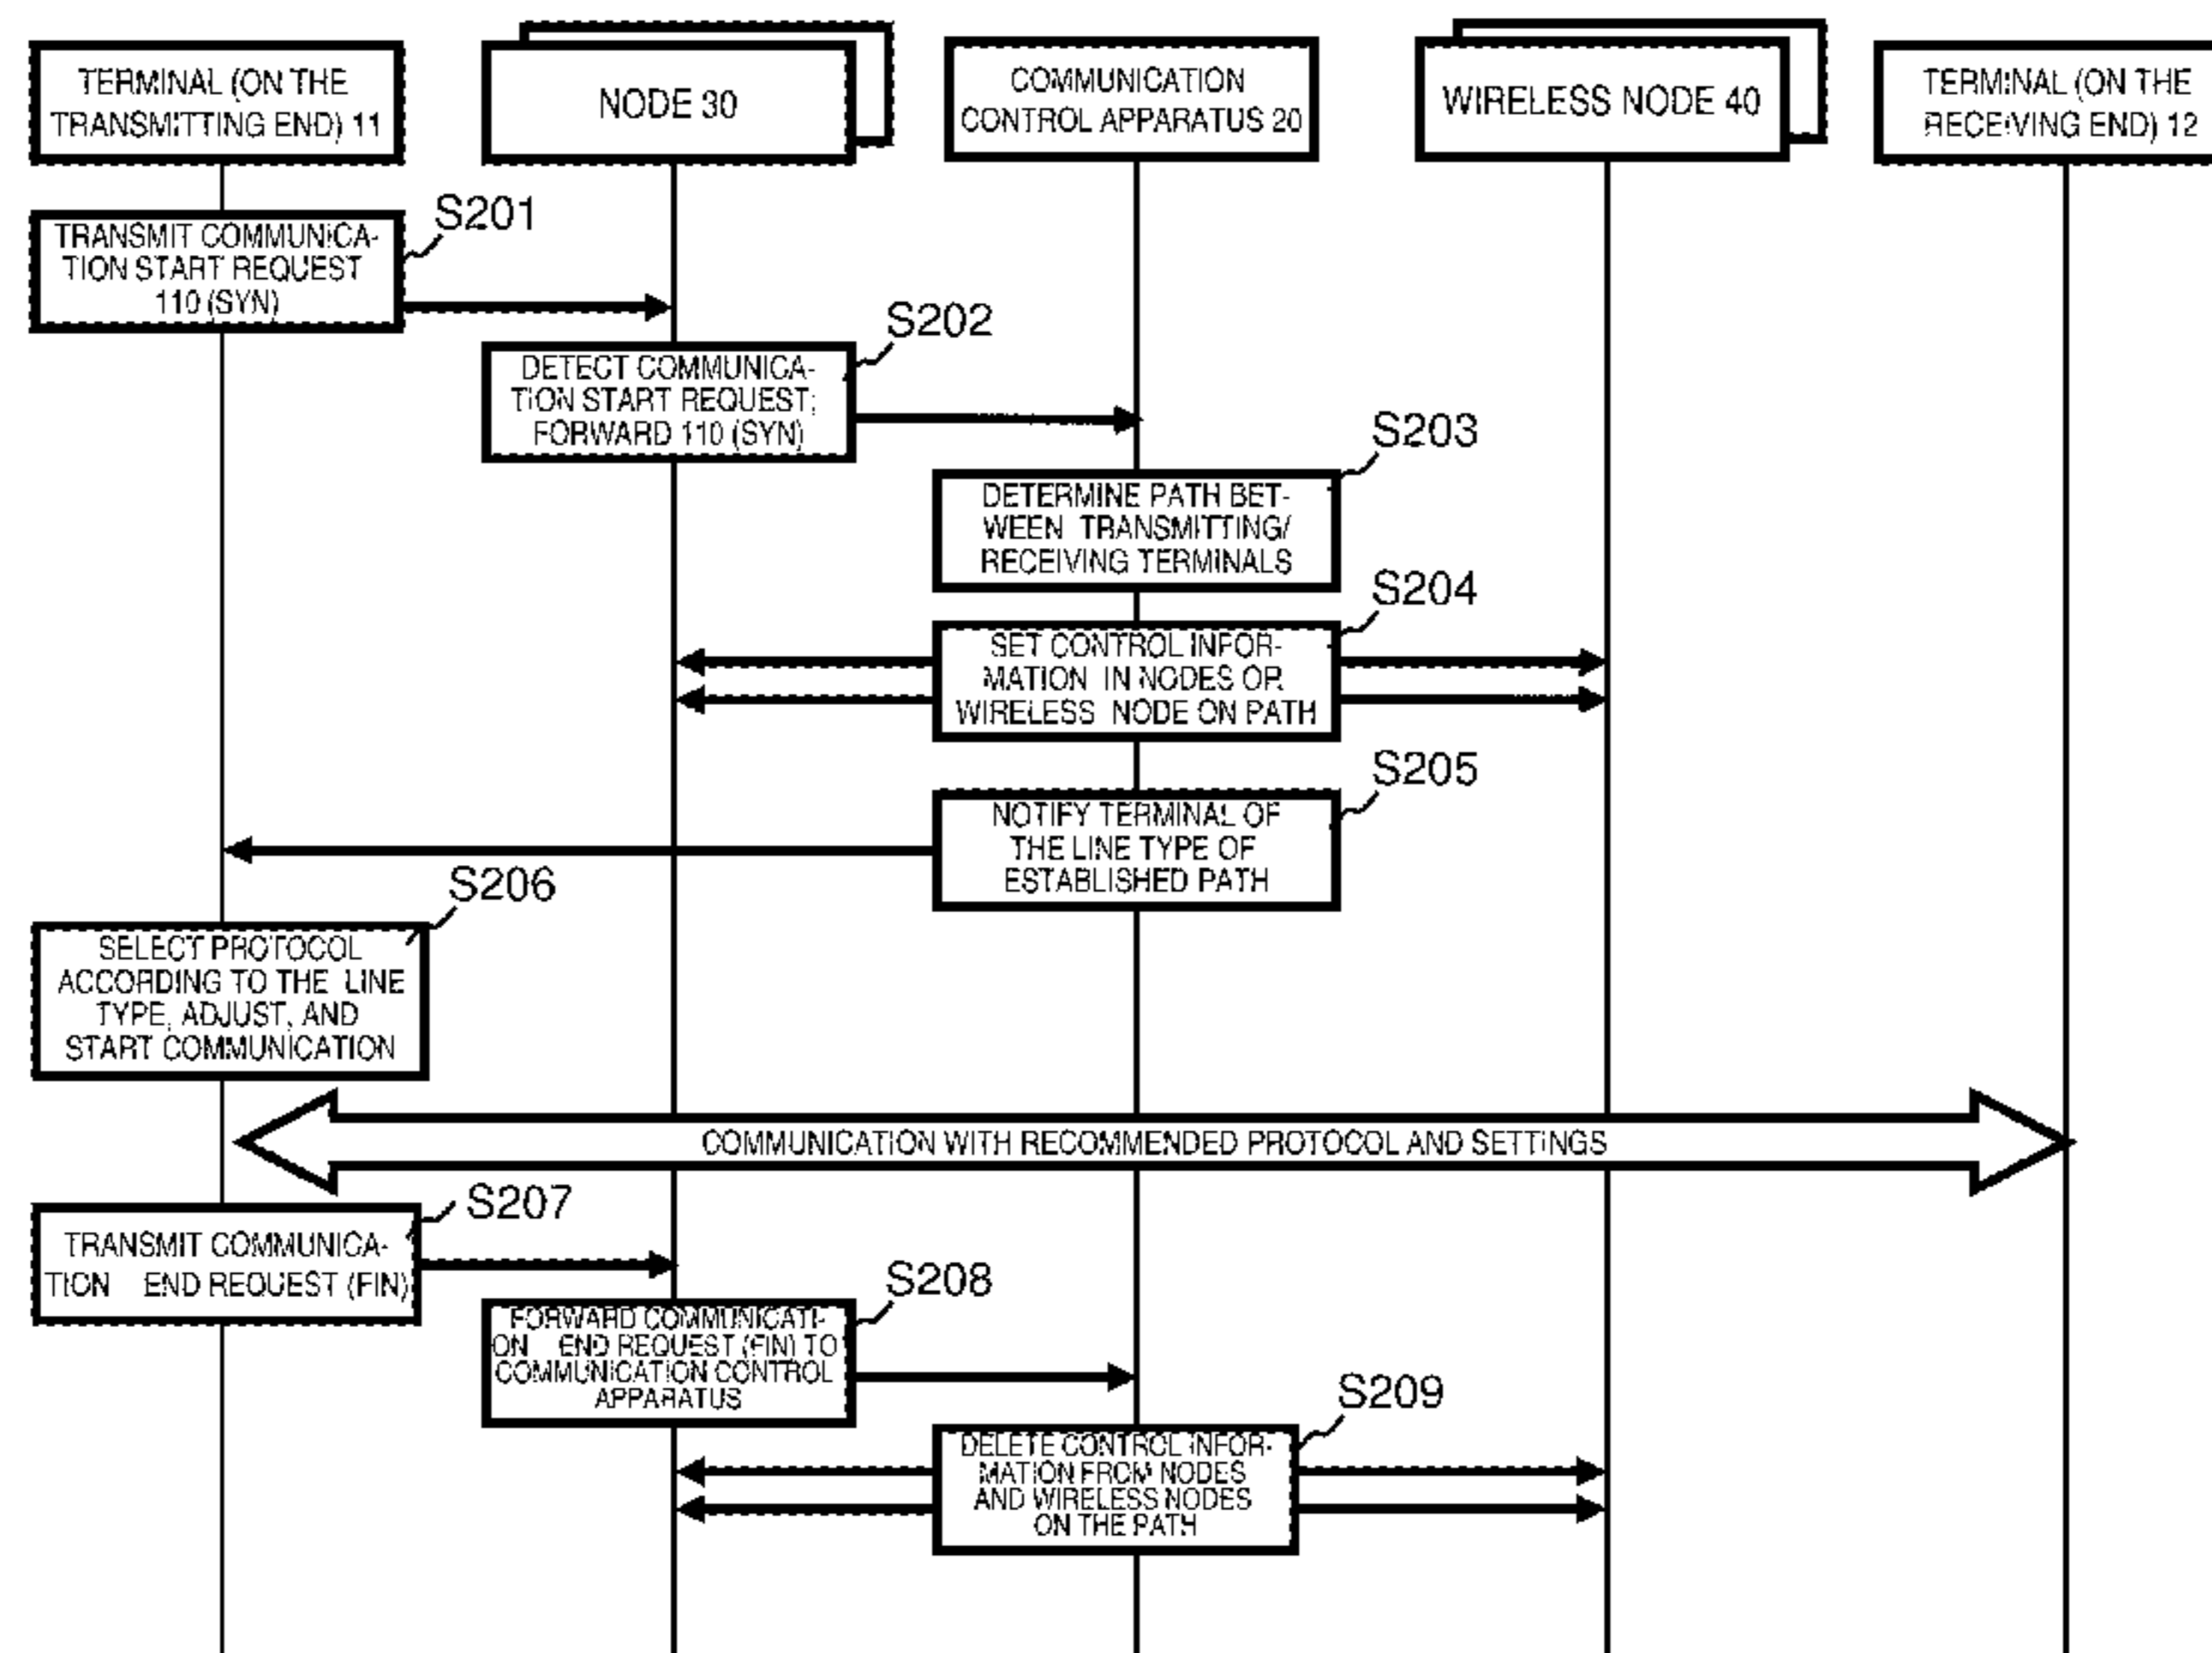 TERMINAL (ON THE
TRANSMITTING END) 11
NODE 30
COMMUNICATION
CONTROL APPARATUS 20
WIRELESS NODE 40
TERMINAL (ON THE
RECEIVING END) 12
S201
TRANSMIT COMMUNICA-
TION START REQUEST
110 (SYN)
S202
DETECT COMMUNICA-
TION START REQUEST;
FORWARD 110 (SYN)
S203
DETERMINE PATH BET-
WEEN TRANSMITTING/
RECEIVING TERMINALS
S204
SET CONTROL INFOR-
MATION IN NODES OR
WIRELESS NODE ON PATH
S205
NOTIFY TERMINAL OF
THE LINE TYPE OF
ESTABLISHED PATH
S206
SELECT PROTOCOL
ACCORDING TO THE LINE
TYPE, ADJUST, AND
START COMMUNICATION
COMMUNICATION WITH RECOMMENDED PROTOCOL AND SETTINGS
S207
TRANSMIT COMMUNICA-
TION END REQUEST (FIN)
S208
FORWARD COMMUNICATI-
ON END REQUEST (FIN) TO
COMMUNICATION CONTROL
APPARATUS
S209
DELETE CONTROL INFOR-
MATION FROM NODES
AND WIRELESS NODES
ON THE PATH